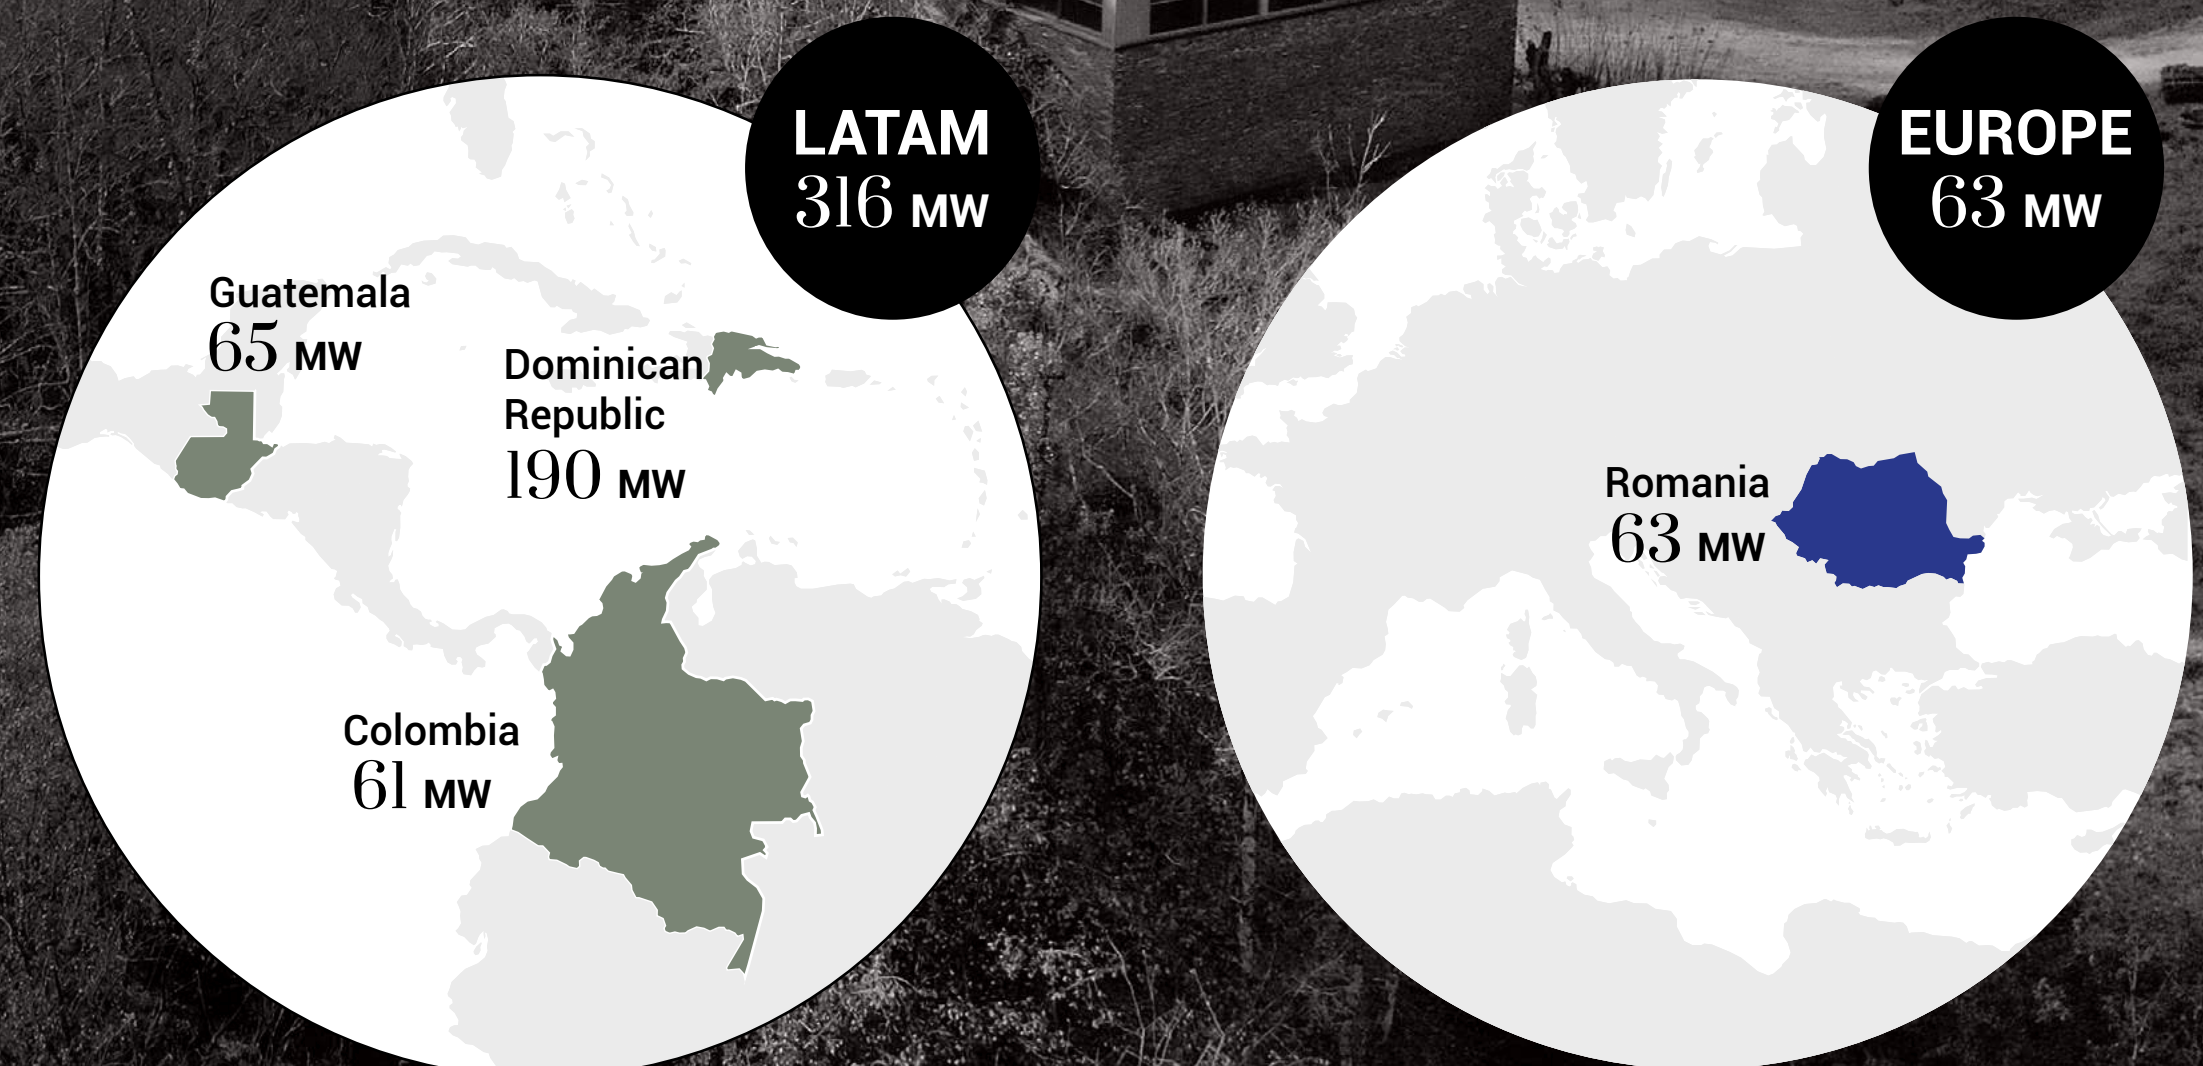 LATAM
316 MW
Guatemala
65 MW
Dominican
Republic
190 MW
Colombia
61 MW
EUROPE
63 MW
Romania
63 MW